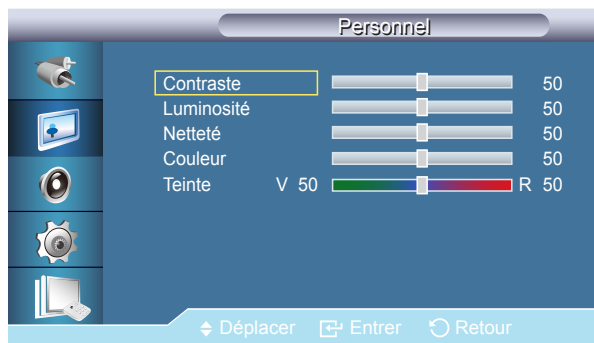 Personnel
Contraste 50
Luminosité 50
Netteté 50
Couleur 50
Teinte V 50 R 50
Déplacer Entrer Retour